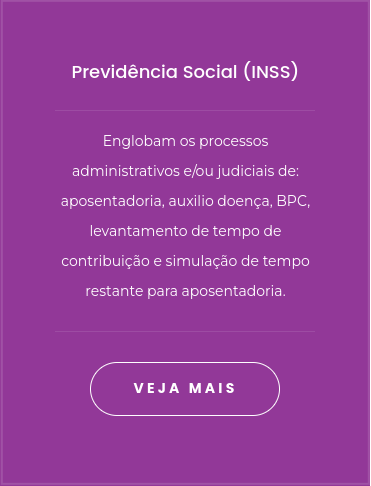 Previdência Social (INSS)
Englobam os processos
administrativos e/ou judiciais de:
aposentadoria, auxilio doença, BPC,
levantamento de tempo de
contribuição e simulação de tempo
restante para aposentadoria.
VEJA MAIS